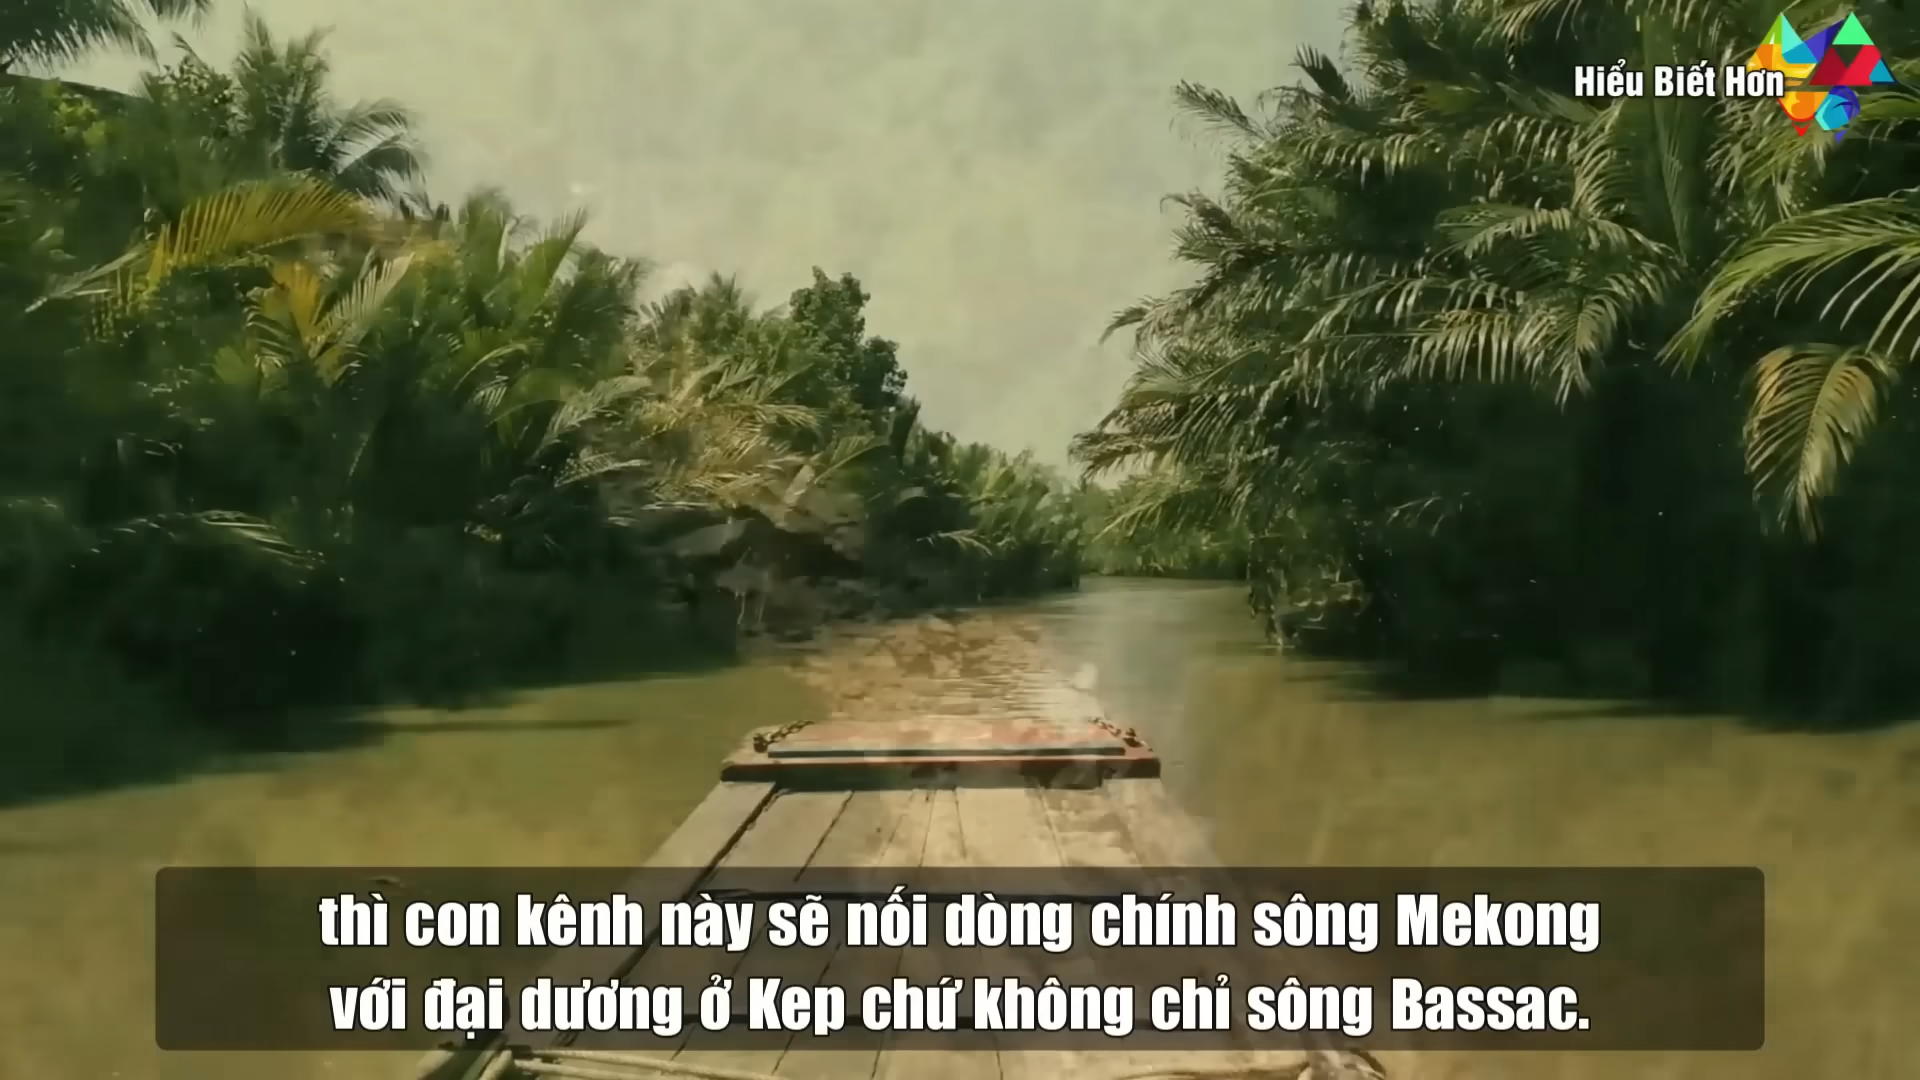 Hiểu Biết Hơn
thì con kênh này sẽ nối dòng chính sông Mekong
với đại dương ở Kep chứ không chỉ sông Bassac.